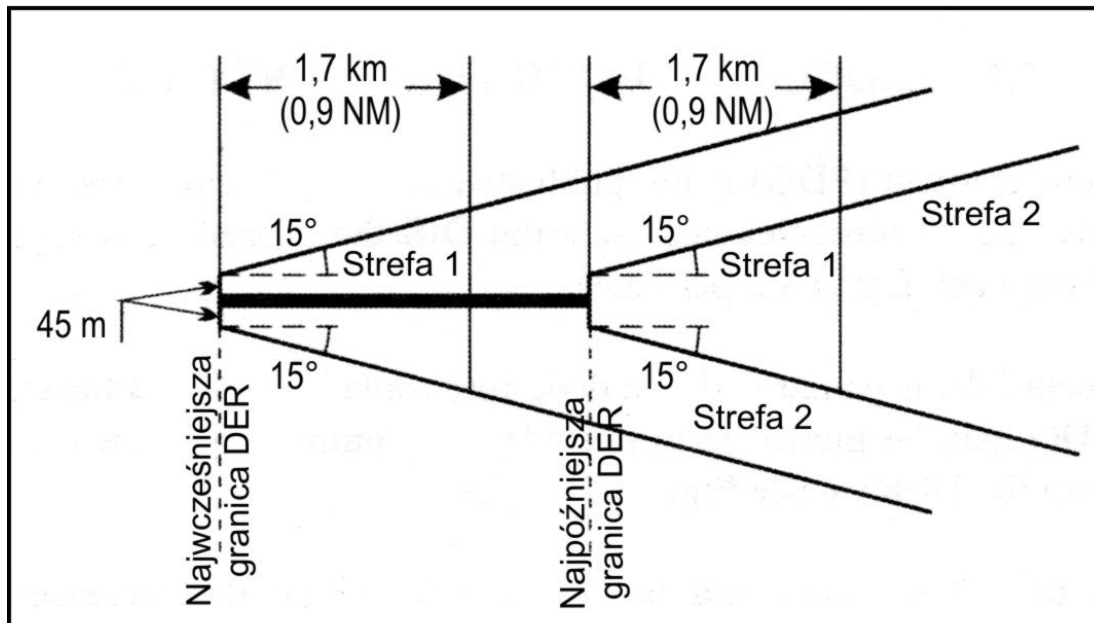 1,7 km
(0,9 NM)
1,7 km
(0,9 NM)
15°
Strefa 1
15°
Strefa 1
Strefa 2
45 m
15°
15°
Strefa 2
Najwcześniejsza
granica DER
Najpóźniejsza
granica DER